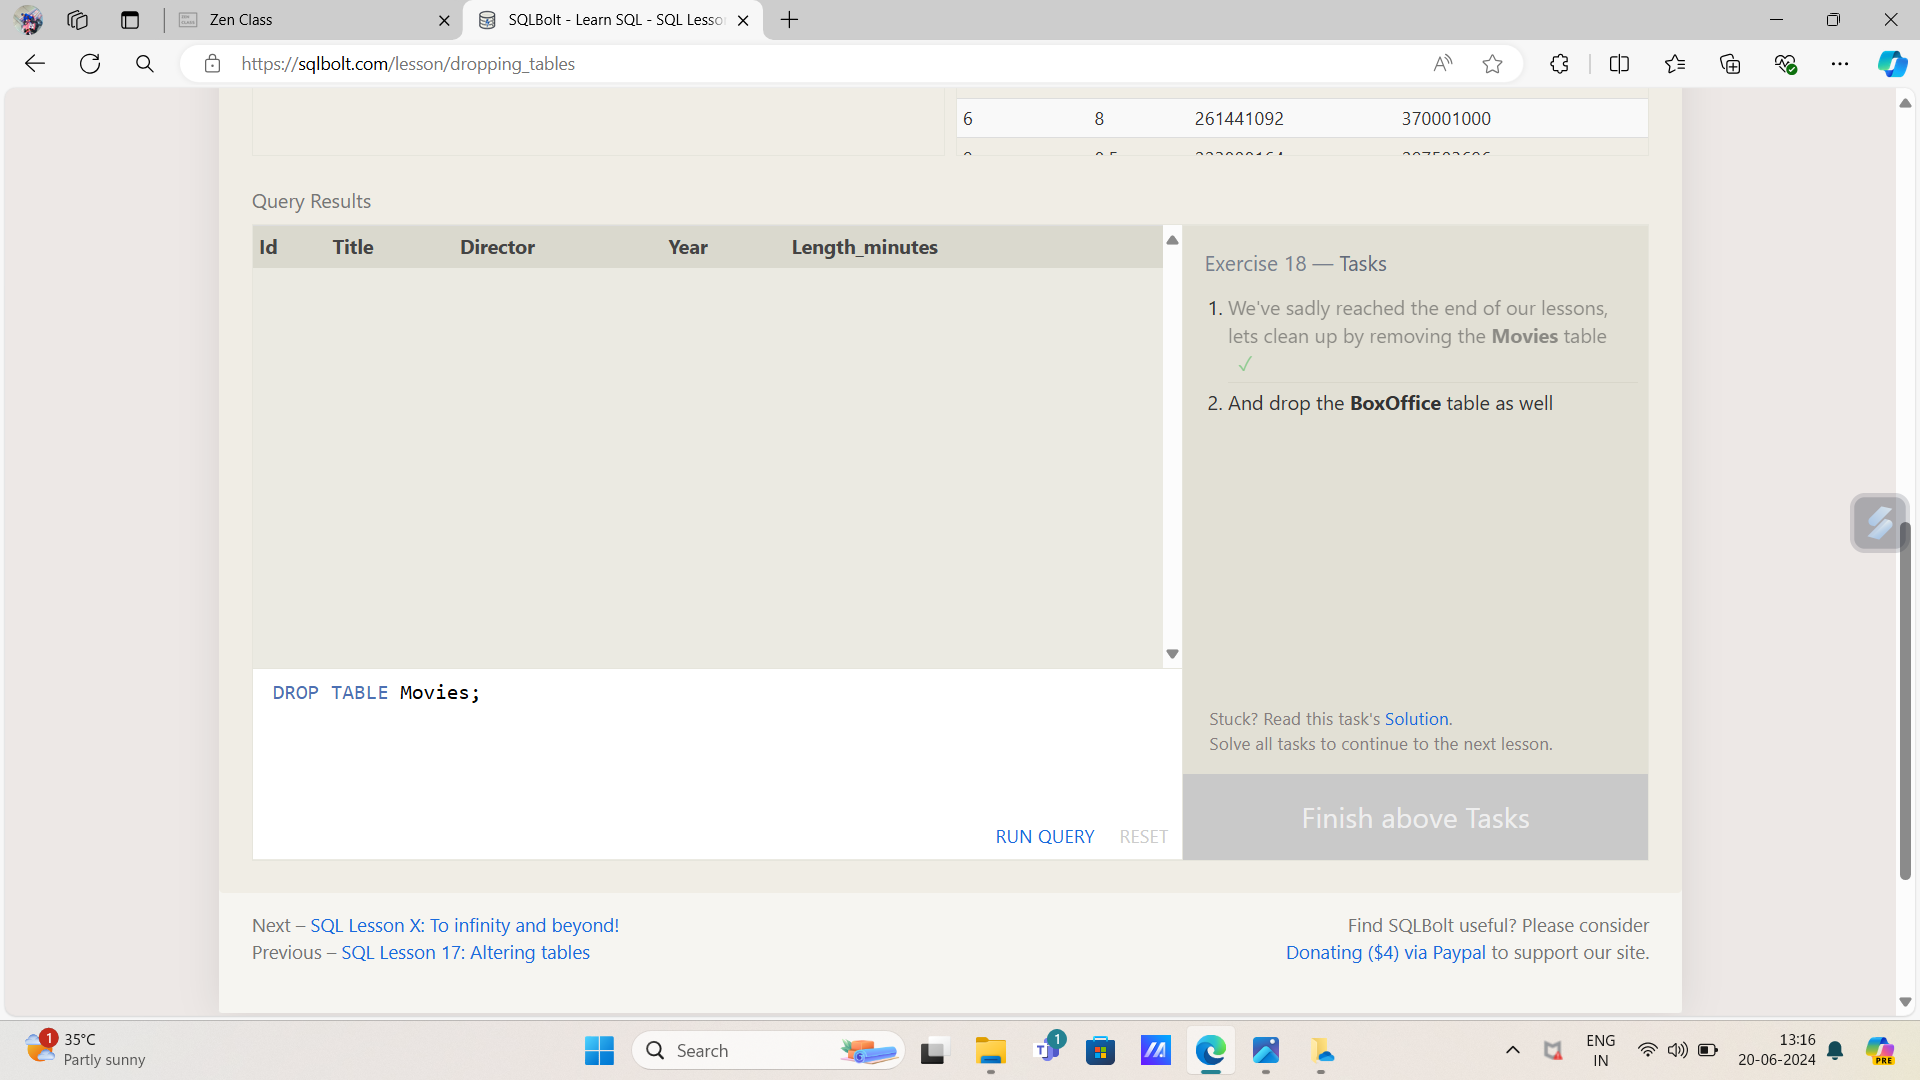 Zen Class
SQLBolt - Learn SQL - SQL Lesso
https://sqlbolt.com/lesson/dropping_tables
6 8 261441092 370001000
Query Results
Id Title Director Year Length_minutes
Exercise 18 — Tasks
1. We've sadly reached the end of our lessons,
lets clean up by removing the Movies table
✓
2. And drop the BoxOffice table as well
DROP TABLE Movies;
RUN QUERY RESET
Stuck? Read this task's Solution.
Solve all tasks to continue to the next lesson.
Finish above Tasks
Next – SQL Lesson X: To infinity and beyond!
Previous – SQL Lesson 17: Altering tables
Find SQLBolt useful? Please consider
Donating ($4) via Paypal to support our site.
1
35°C
Partly sunny
Search
1
ENG
IN
13:16
20-06-2024
PRE